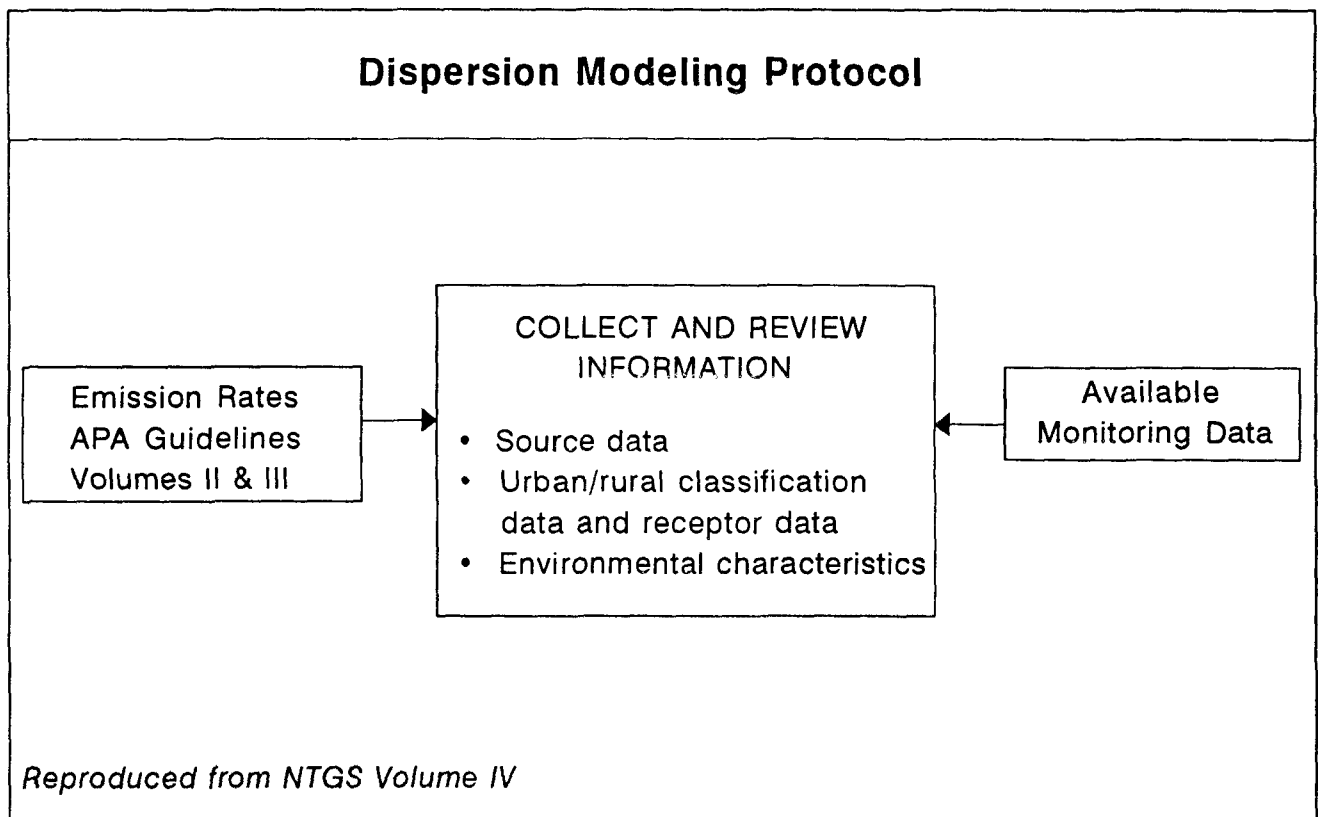 Dispersion Modeling Protocol
Emission Rates
APA Guidelines
Volumes II & III
COLLECT AND REVIEW
INFORMATION
• Source data
• Urban/rural classification
data and receptor data
• Environmental characteristics
Available
Monitoring Data
Reproduced from NTGS Volume IV